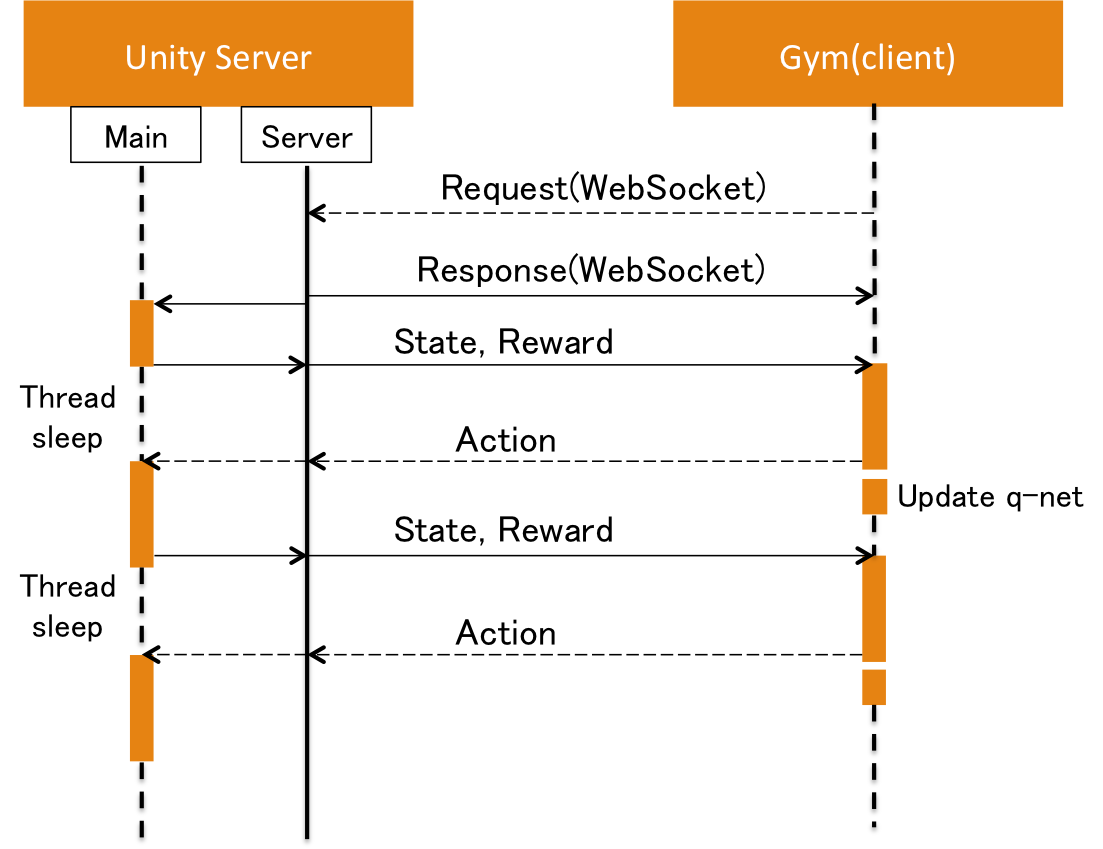 Unity Server
Gym(client)
Main
Server
Request(WebSocket)
Response(WebSocket)
State, Reward
Thread
sleep
Action
Update q-net
State, Reward
Thread
sleep
Action